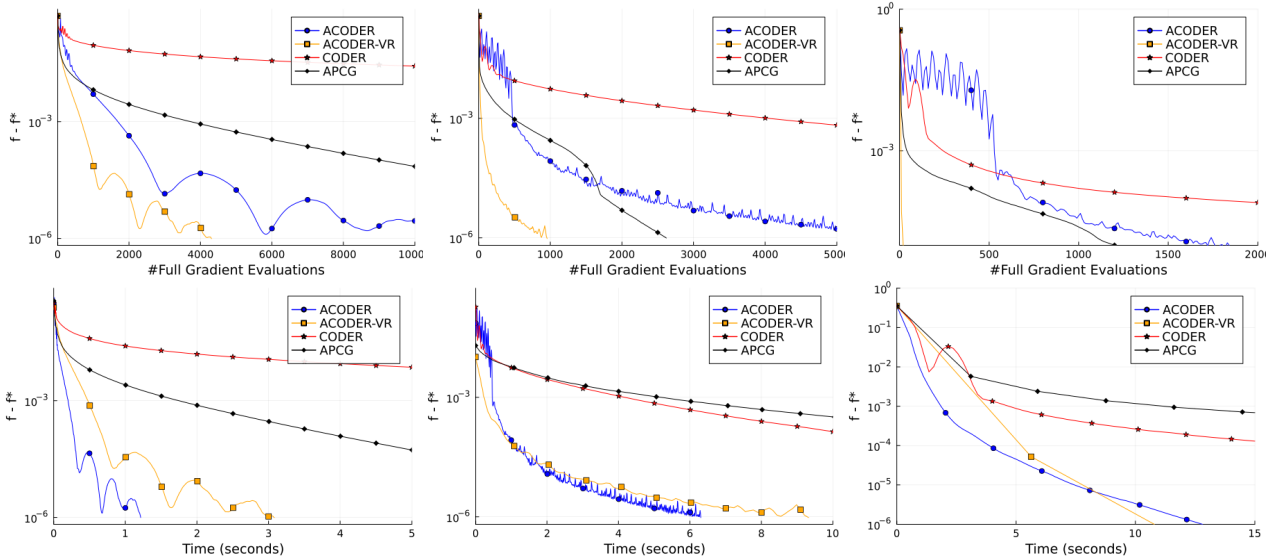 ACODER
ACODER-VR
CODER
APCG
f - f*
10⁻³
10⁻⁶
0 2000 4000 6000 8000 10000
#Full Gradient Evaluations
ACODER
ACODER-VR
CODER
APCG
f - f*
10⁻³
10⁻⁶
0 1000 2000 3000 4000 5000
#Full Gradient Evaluations
ACODER
ACODER-VR
CODER
APCG
f - f*
10⁰
10⁻³
0 500 1000 1500 2000
#Full Gradient Evaluations
ACODER
ACODER-VR
CODER
APCG
f - f*
10⁻³
10⁻⁶
0 1 2 3 4 5
Time (seconds)
ACODER
ACODER-VR
CODER
APCG
f - f*
10⁻³
10⁻⁶
0 2 4 6 8 10
Time (seconds)
ACODER
ACODER-VR
CODER
APCG
f - f*
10⁰
10⁻¹
10⁻²
10⁻³
10⁻⁴
10⁻⁵
10⁻⁶
0 5 10 15
Time (seconds)